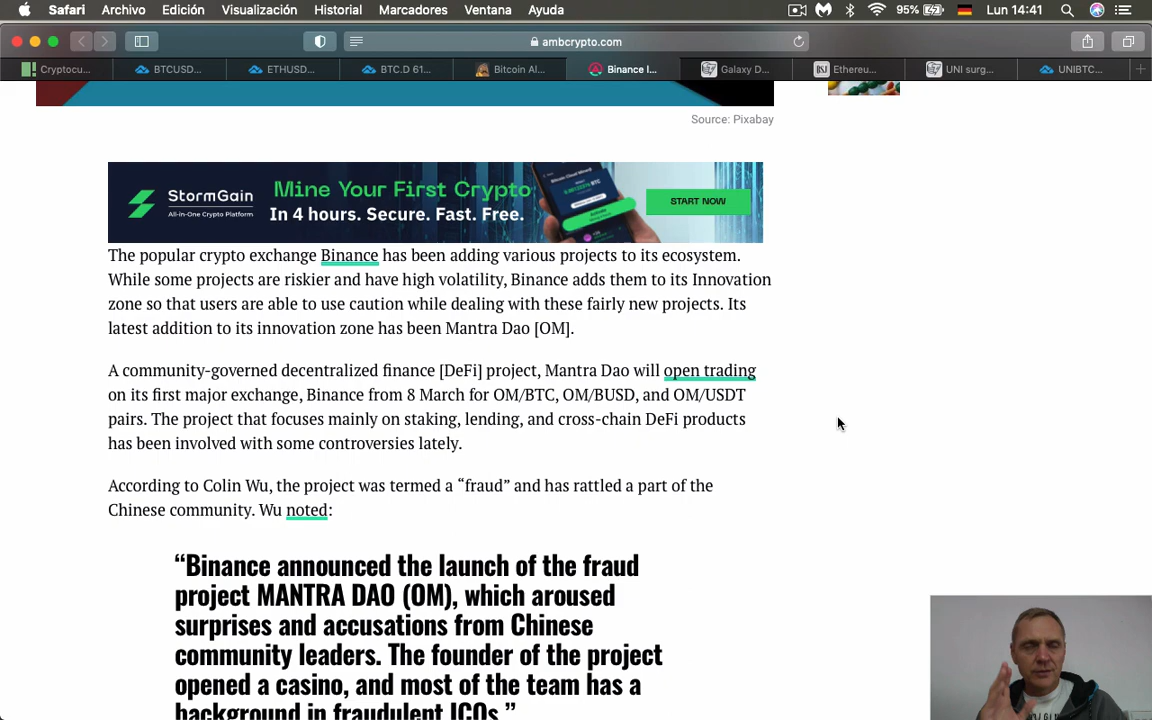 Safari Archivo Edición Visualización Historial Marcadores Ventana Ayuda 95% Lun 14:41
ambcrypto.com
Cryptocu... BTCUSD... ETHUSD... BTC.D 61... Bitcoin Al... Binance l... Galaxy D... Ethereu... UNI surg... UNIBTC...
Source: Pixabay
StormGain
All-in-One Crypto Platform
Mine Your First Crypto
In 4 hours. Secure. Fast. Free.
START NOW
The popular crypto exchange Binance has been adding various projects to its ecosystem.
While some projects are riskier and have high volatility, Binance adds them to its Innovation
zone so that users are able to use caution while dealing with these fairly new projects. Its
latest addition to its innovation zone has been Mantra Dao [OM].
A community-governed decentralized finance [DeFi] project, Mantra Dao will open trading
on its first major exchange, Binance from 8 March for OM/BTC, OM/BUSD, and OM/USDT
pairs. The project that focuses mainly on staking, lending, and cross-chain DeFi products
has been involved with some controversies lately.
According to Colin Wu, the project was termed a “fraud” and has rattled a part of the
Chinese community. Wu noted:
“Binance announced the launch of the fraud
project MANTRA DAO (OM), which aroused
surprises and accusations from Chinese
community leaders. The founder of the project
opened a casino, and most of the team has a
background in fraudulent ICOs.”